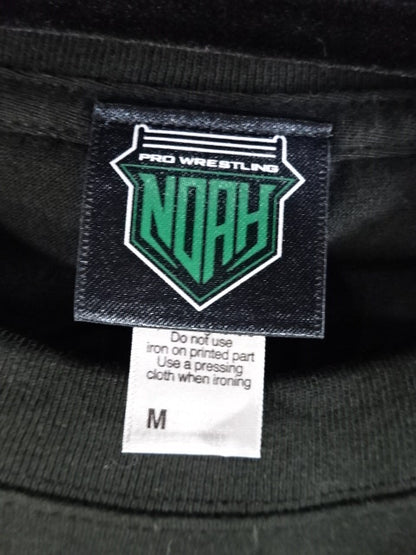 PRO WRESTLING
NOAH
Do not use
iron on printed part
Use a pressing
cloth when ironing
M